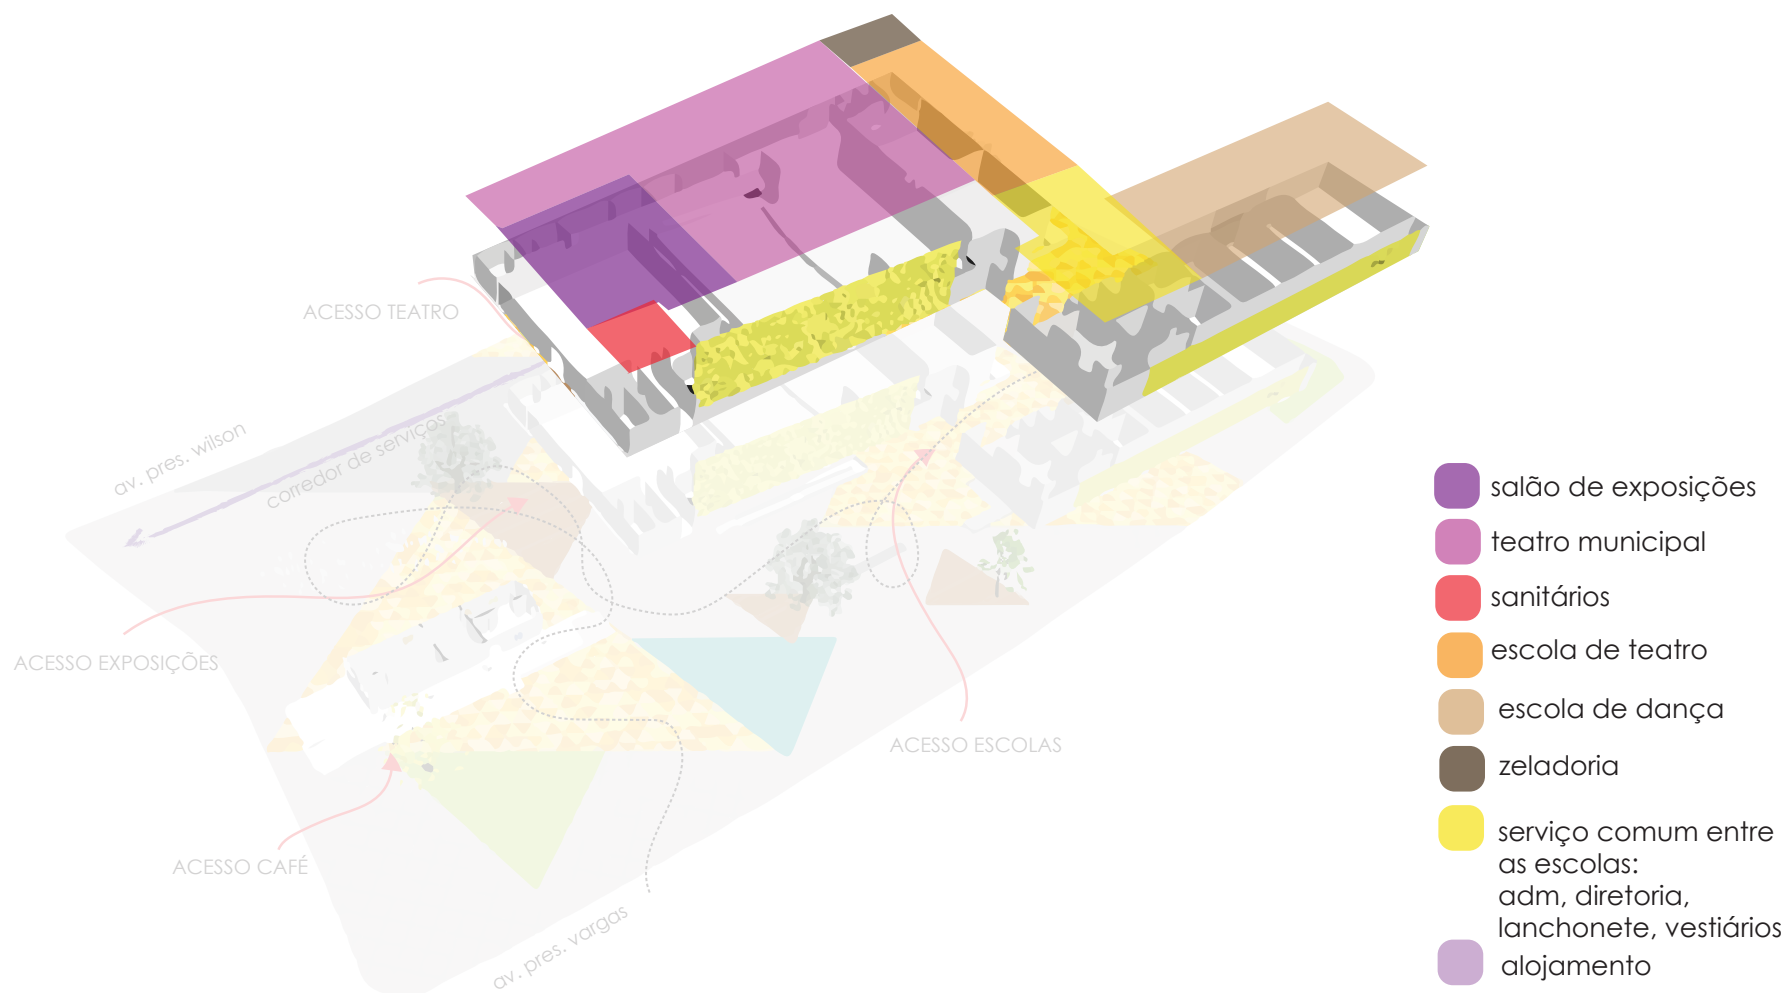 ACESSO TEATRO
av. pres. wilson
corredor de serviços
ACESSO EXPOSIÇÕES
ACESSO ESCOLAS
ACESSO CAFÉ
av. pres. vargas
salão de exposições
teatro municipal
sanitários
escola de teatro
escola de dança
zeladoria
serviço comum entre
as escolas:
adm, diretoria,
lanchonete, vestiários
alojamento